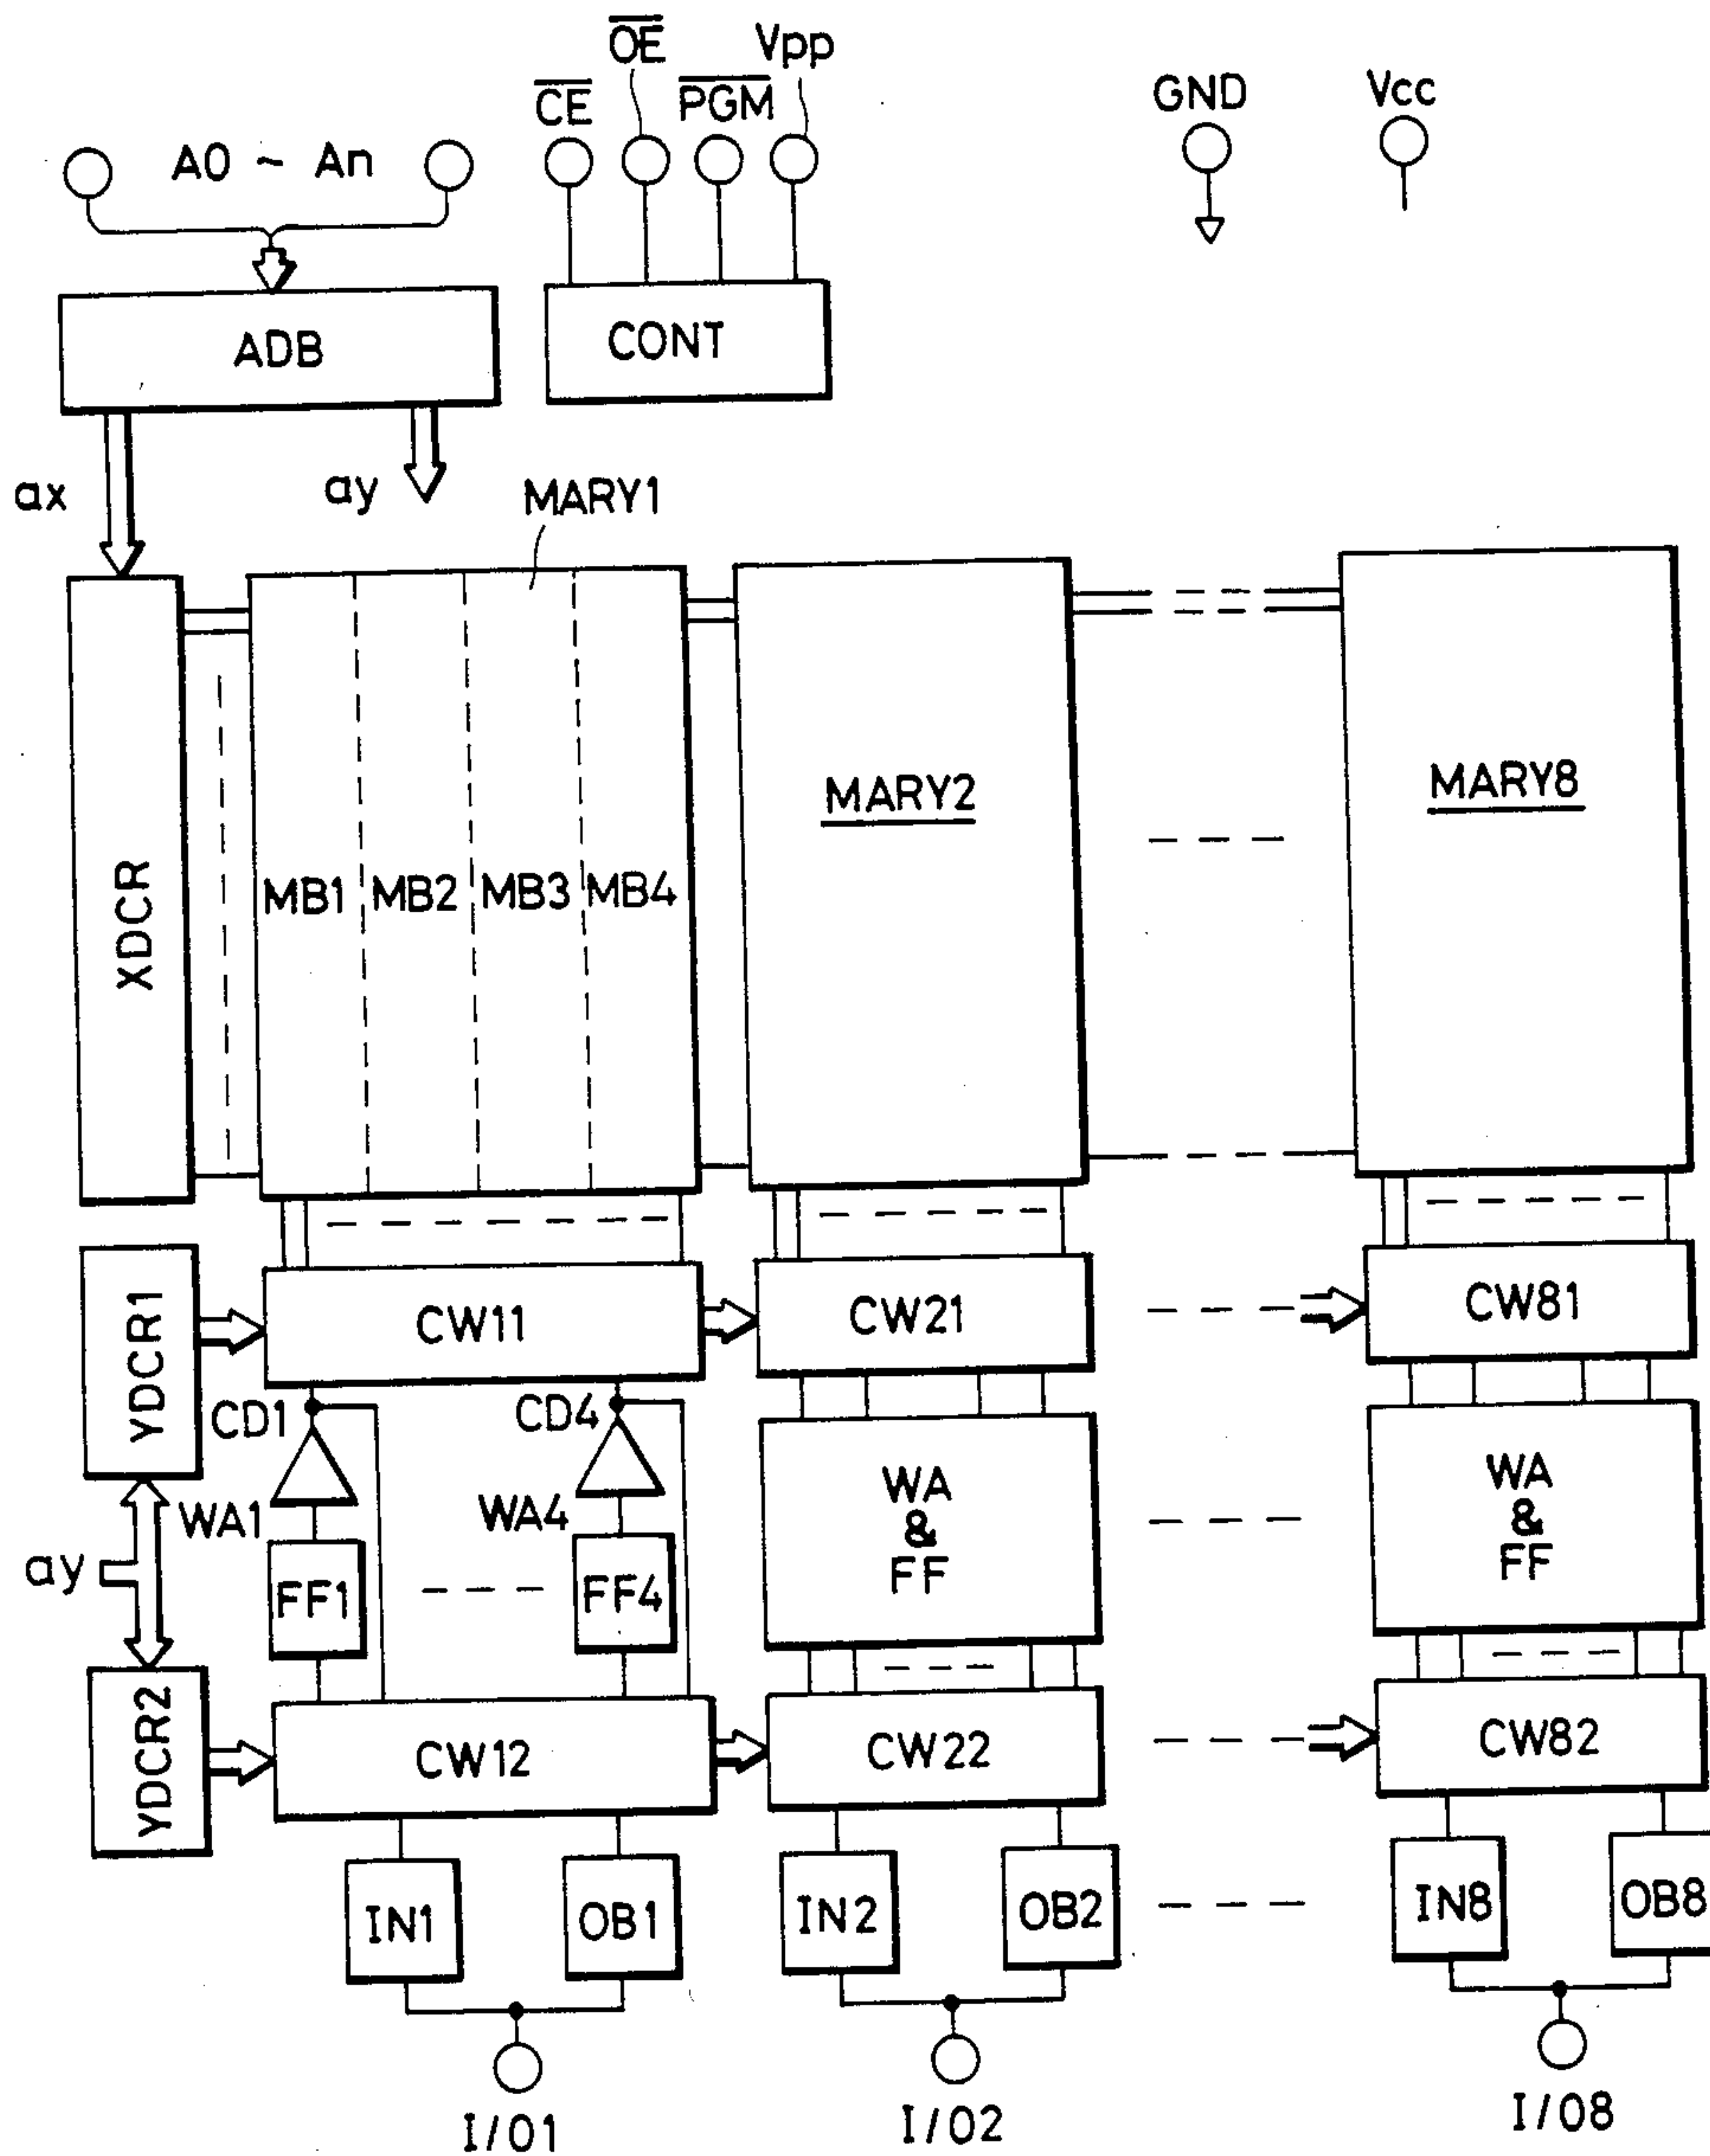 OE Vpp
CE PGM GND Vcc
A0 ~ An
ADB CONT
ax ay MARY1
XDCR
MB1 MB2 MB3 MB4
MARY2 MARY8
YDCR1
CW11 CW21 CW81
CD1 CD4
WA1 WA4
WA & FF
WA & FF
ay
FF1 FF4
YDCR2
CW12 CW22 CW82
IN1 OB1 IN2 OB2 IN8 OB8
I/01 I/02 I/08